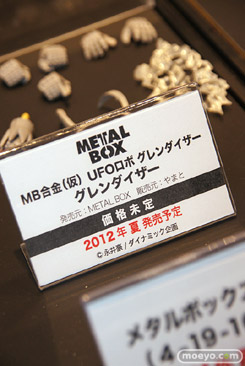 METAL
BOX
MB合金(仮) UFOロボ グレンダイザー
グレンダイザー
発売元：METAL BOX 販売元：やまと
価格未定
2012年夏発売予定
© 永井豪/ダイナミック企画
メタルボック
(4-19-1
moeyo.com